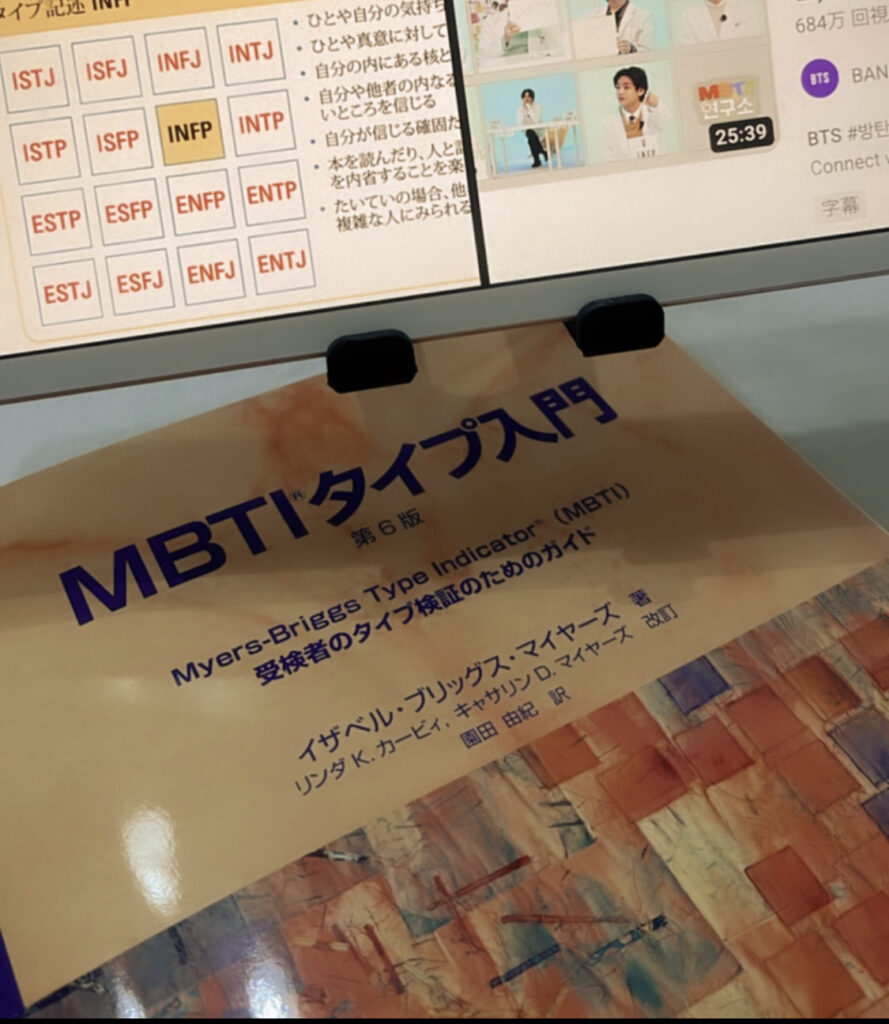 タイプ記述 INFP
ISTJ ISFJ INFJ INTJ
ISTP ISFP INFP INTP
ESTP ESFP ENFP ENTP
ESTJ ESFJ ENFJ ENTJ
• ひとや自分の気持ち
• ひとや真意に対して
• 自分の内にある核と
• 自分や他者の内なる
いところを信じる
• 自分が信じる確固た
• 本を読んだり、人と
を内省することを楽
• たいていの場合、他
複雑な人にみられる
MBTI
연구소
25:39
684万 回視
BTS BAN
BTS #방탄
Connect
字幕
MBTI®タイプ入門
第6版
Myers-Briggs Type Indicator® (MBTI)
受検者のタイプ検証のためのガイド
イザベル・ブリッグス・マイヤーズ 著
リンダ K. カービィ, キャサリン D. マイヤーズ 改訂
園田 由紀 訳